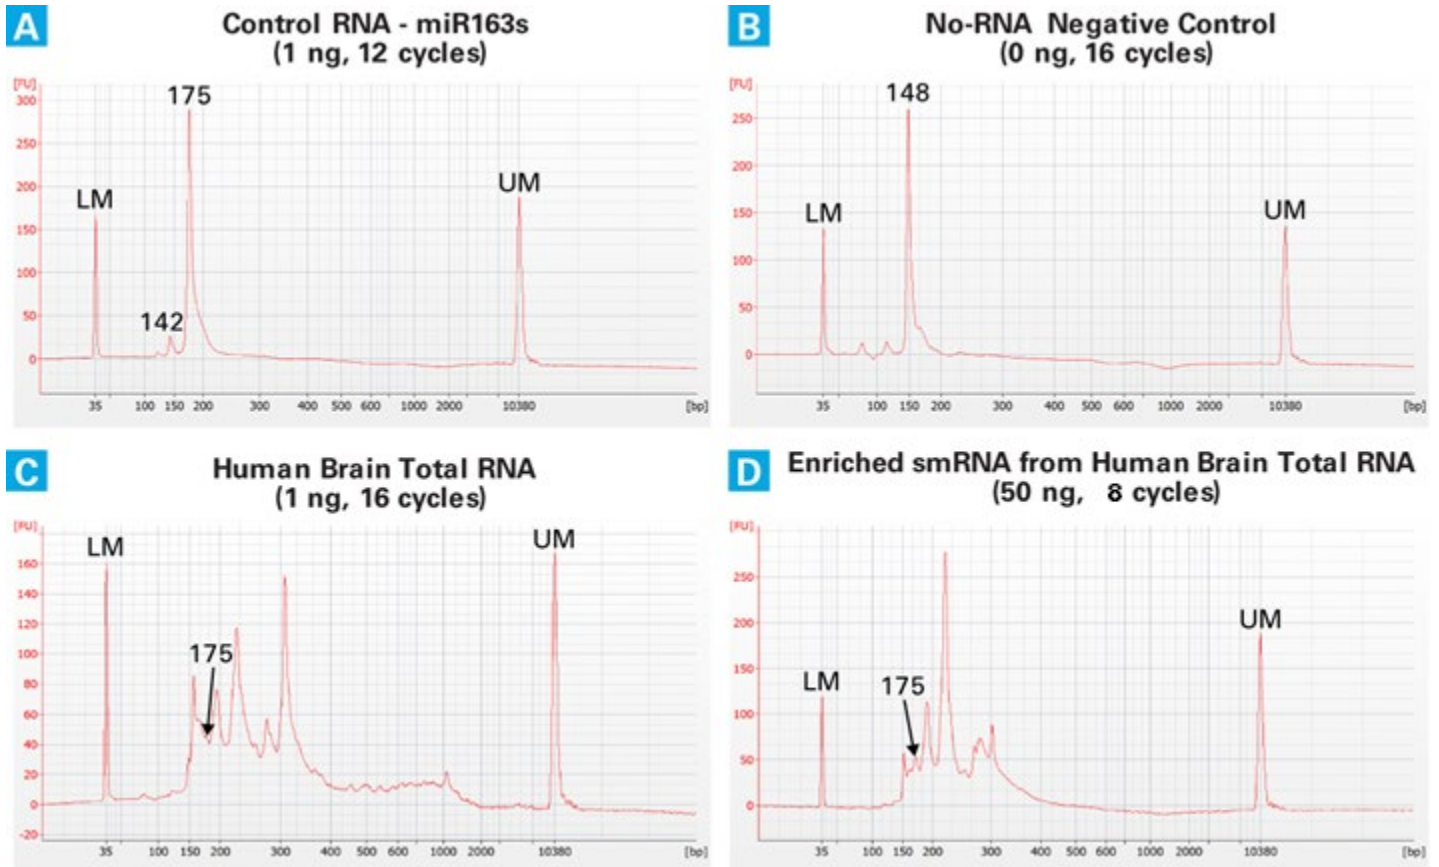 A
Control RNA - miR163s
(1 ng, 12 cycles)
[FU]
300
250
200
150
100
50
0
LM
142
175
UM
35 100 150 200 300 400 500 600 1000 2000 10380 [bp]
B
No-RNA Negative Control
(0 ng, 16 cycles)
[FU]
250
200
150
100
50
0
LM
148
UM
35 100 150 200 300 400 500 600 1000 2000 10380 [bp]
C
Human Brain Total RNA
(1 ng, 16 cycles)
[FU]
160
140
120
100
80
60
40
20
0
-20
LM
175
UM
35 100 150 200 300 400 500 600 1000 2000 10380 [bp]
D
Enriched smRNA from Human Brain Total RNA
(50 ng, 8 cycles)
[FU]
250
200
150
100
50
0
LM
175
UM
35 100 150 200 300 400 500 600 1000 2000 10380 [bp]